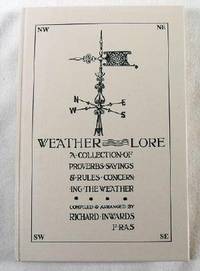 NW NE
N
W E
S
WEATHER LORE
A·COLLECTION·OF
PROVERBS·SAYINGS
& RULES·CONCERN
ING·THE·WEATHER
COMPILED & ARRANGED BY
RICHARD·INWARDS
F·R·A·S
SW SE